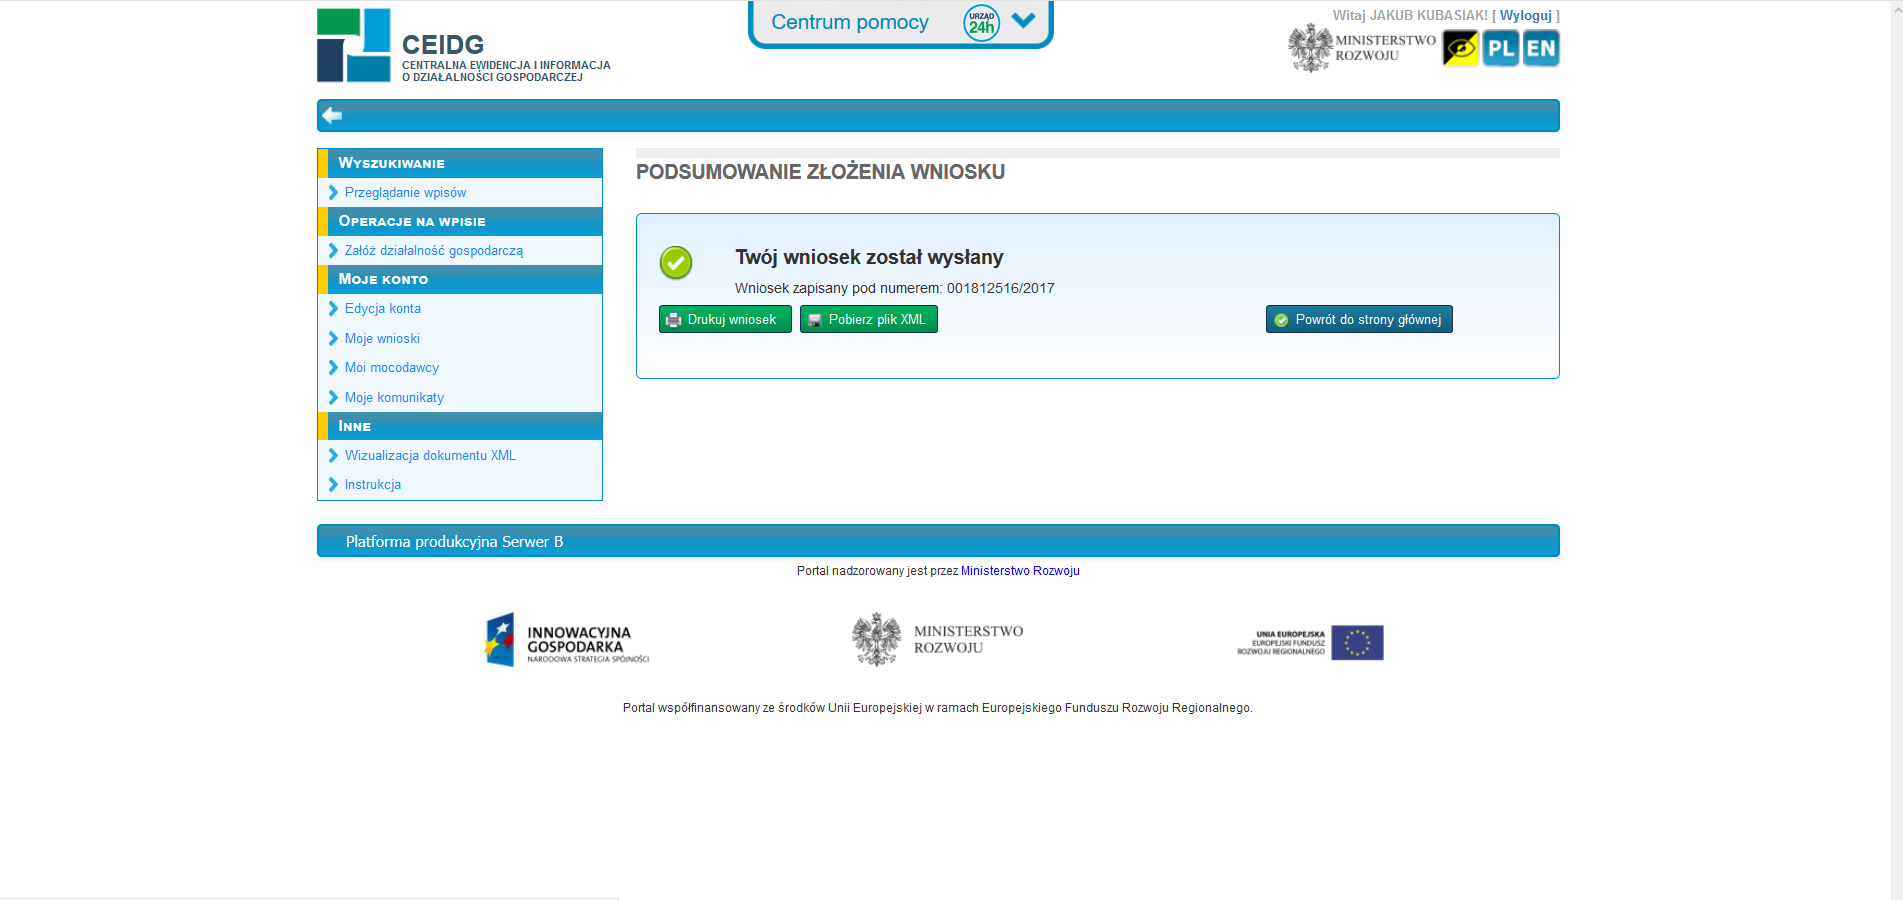 Witaj JAKUB KUBASIAK! [ Wyloguj ]
Centrum pomocy
URZĄD
24h
CEIDG
CENTRALNA EWIDENCJA I INFORMACJA
O DZIAŁALNOŚCI GOSPODARCZEJ
MINISTERSTWO
ROZWOJU
PL EN
WYSZUKIWANIE
Przeglądanie wpisów
OPERACJE NA WPISIE
Załóż działalność gospodarczą
MOJE KONTO
Edycja konta
Moje wnioski
Moi mocodawcy
Moje komunikaty
INNE
Wizualizacja dokumentu XML
Instrukcja
PODSUMOWANIE ZŁOŻENIA WNIOSKU
Twój wniosek został wysłany
Wniosek zapisany pod numerem: 001812516/2017
Drukuj wniosek Pobierz plik XML Powrót do strony głównej
Platforma produkcyjna Serwer B
Portal nadzorowany jest przez Ministerstwo Rozwoju
INNOWACYJNA
GOSPODARKA
NARODOWA STRATEGIA SPÓJNOŚCI
MINISTERSTWO
ROZWOJU
UNIA EUROPEJSKA
EUROPEJSKI FUNDUSZ
ROZWOJU REGIONALNEGO
Portal współfinansowany ze środków Unii Europejskiej w ramach Europejskiego Funduszu Rozwoju Regionalnego.